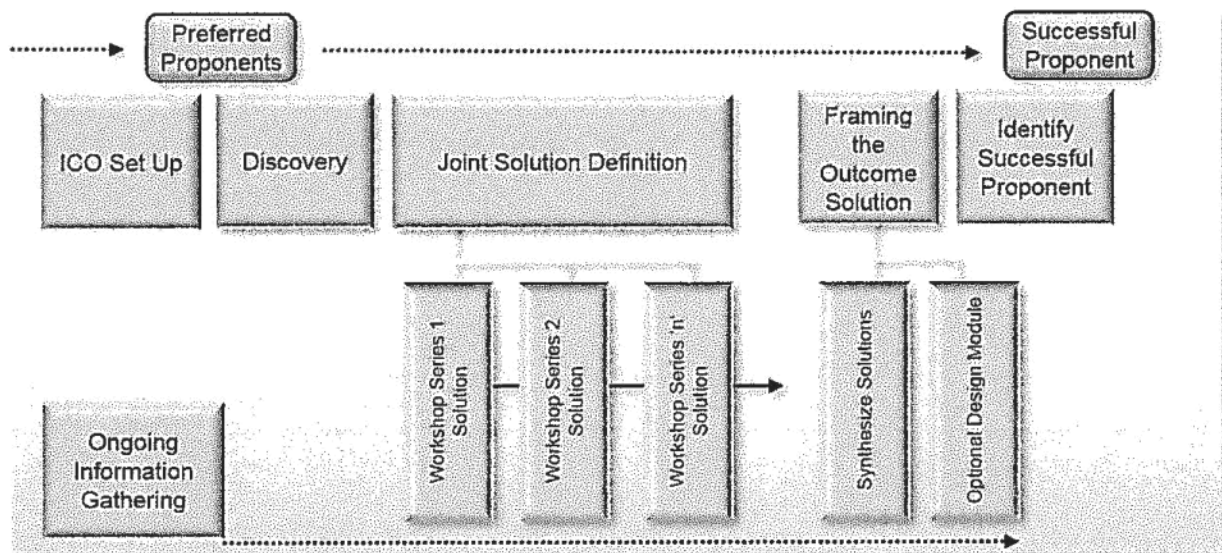 Preferred
Proponents
Successful
Proponent
ICO Set Up
Discovery
Joint Solution Definition
Framing
the
Outcome
Solution
Identify
Successful
Proponent
Workshop Series 1
Solution
Workshop Series 2
Solution
Workshop Series 'n'
Solution
Synthesize Solutions
Optional Design Module
Ongoing
Information
Gathering